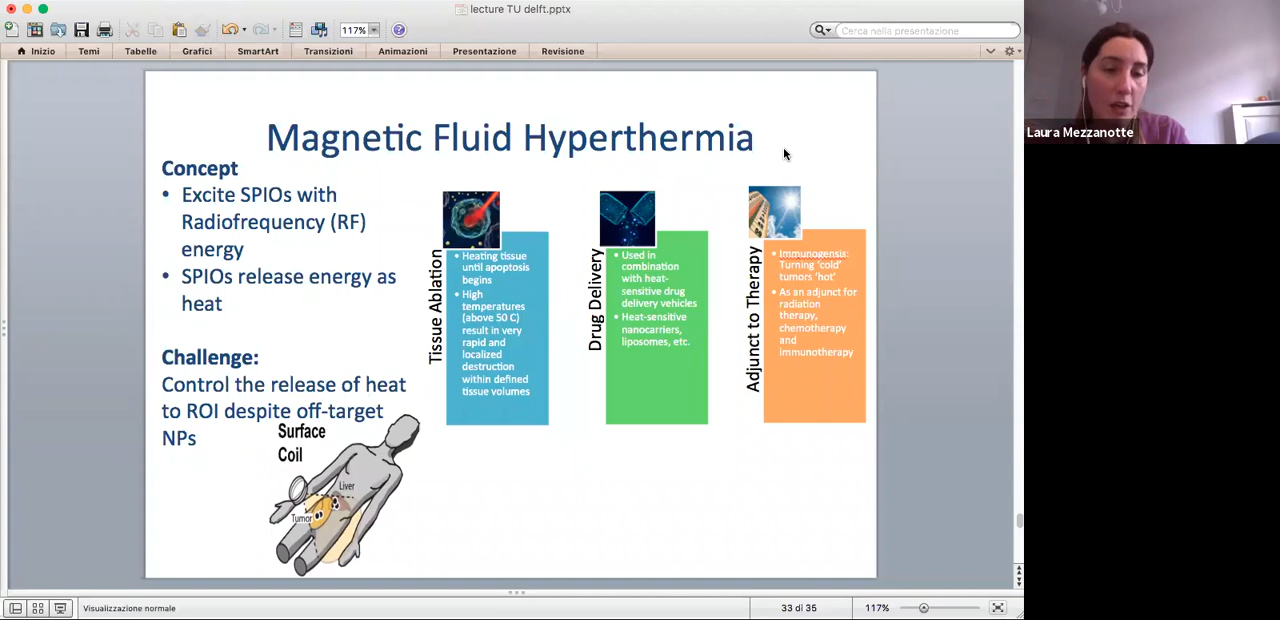 lecture TU delft.pptx
117%
Cerca nella presentazione
Inizio
Temi
Tabelle
Grafici
SmartArt
Transizioni
Animazioni
Presentazione
Revisione
Laura Mezzanotte
Magnetic Fluid Hyperthermia
Concept
• Excite SPIOs with
Radiofrequency (RF)
energy
• SPIOs release energy as
heat
Challenge:
Control the release of heat
to ROI despite off-target
NPs
Surface
Coil
Liver
Tumor
Tissue Ablation
• Heating tissue
until apoptosis
begins
• High
temperatures
(above 50 C)
result in very
rapid and
localized
destruction
within defined
tissue volumes
Drug Delivery
• Used in
combination
with heat-
sensitive drug
delivery vehicles
• Heat-sensitive
nanocarriers,
liposomes, etc.
Adjunct to Therapy
• Immunogensis:
Turning ‘cold’
tumors ‘hot’
• As an adjunct for
radiation
therapy,
chemotherapy
and
immunotherapy
Visualizzazione normale
33 di 35
117%